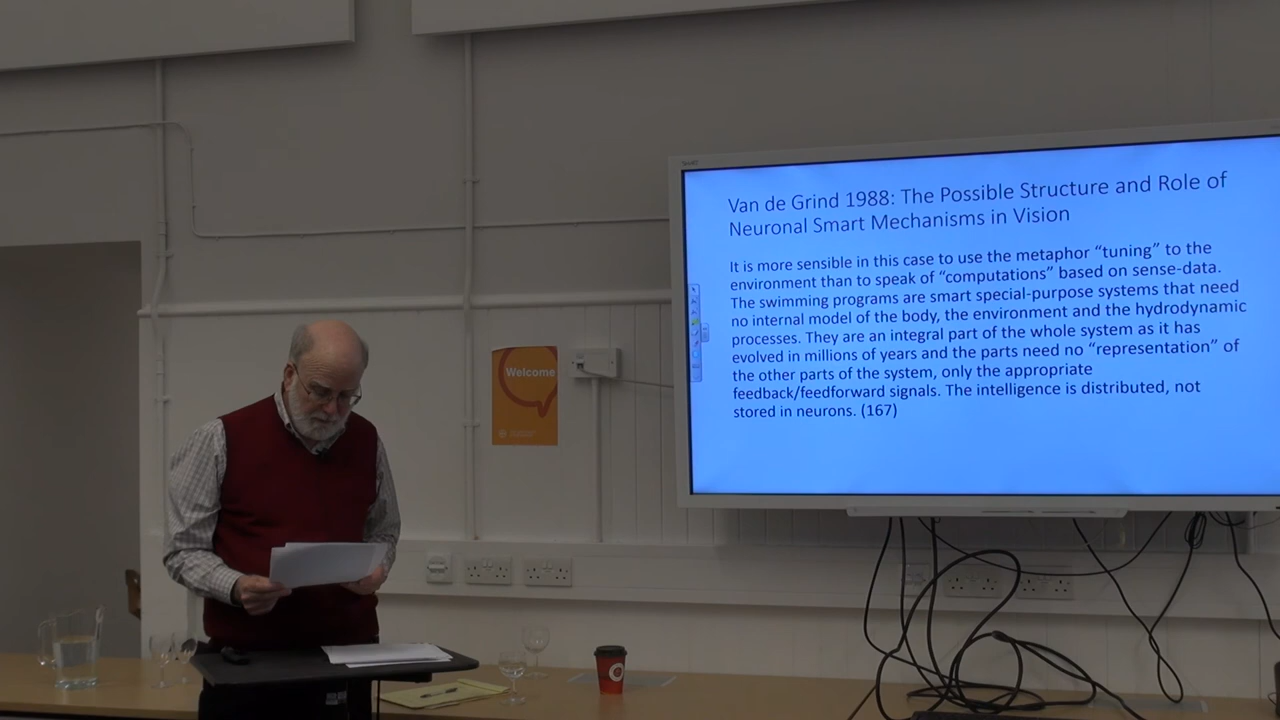 Van de Grind 1988: The Possible Structure and Role of
Neuronal Smart Mechanisms in Vision
It is more sensible in this case to use the metaphor “tuning” to the
environment than to speak of “computations” based on sense-data.
The swimming programs are smart special-purpose systems that need
no internal model of the body, the environment and the hydrodynamic
processes. They are an integral part of the whole system as it has
evolved in millions of years and the parts need no “representation” of
the other parts of the system, only the appropriate
feedback/feedforward signals. The intelligence is distributed, not
stored in neurons. (167)
Welcome